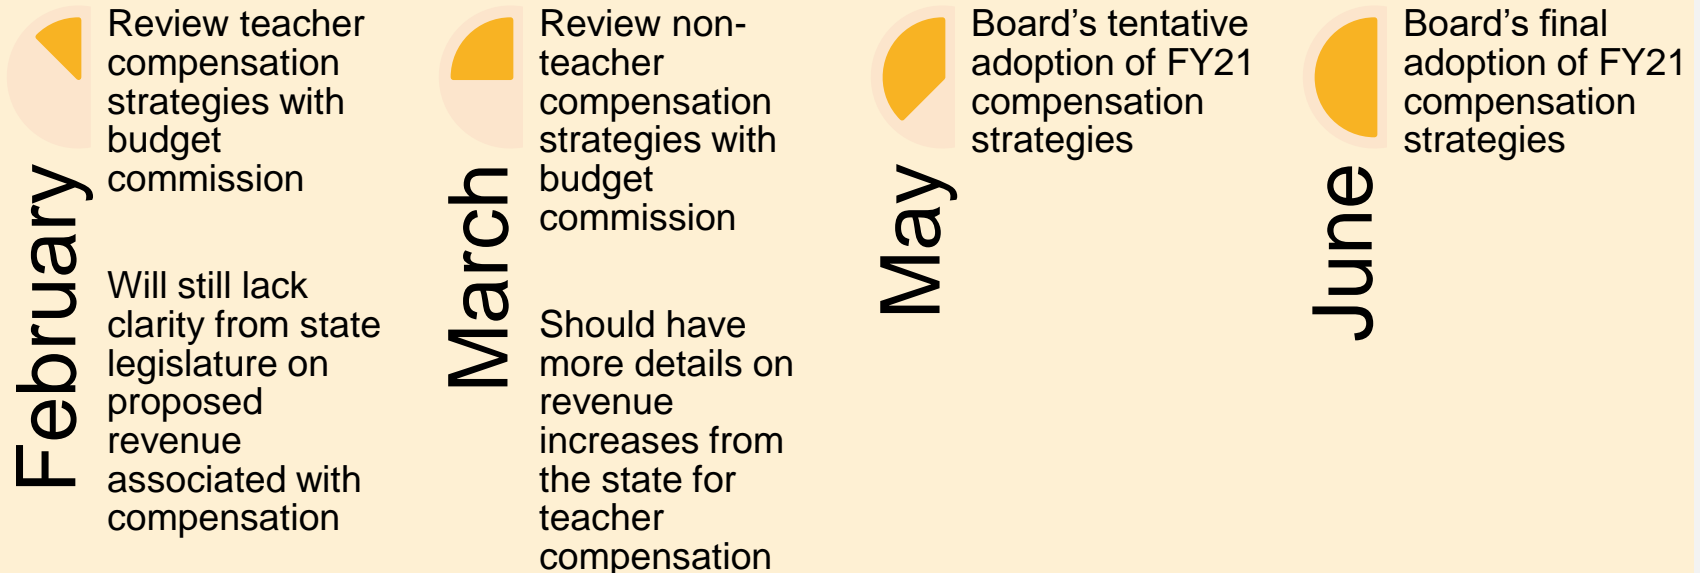 February
Review teacher
compensation
strategies with
budget
commission
Will still lack
clarity from state
legislature on
proposed
revenue
associated with
compensation
March
Review non-
teacher
compensation
strategies with
budget
commission
Should have
more details on
revenue
increases from
the state for
teacher
compensation
May
Board’s tentative
adoption of FY21
compensation
strategies
June
Board’s final
adoption of FY21
compensation
strategies